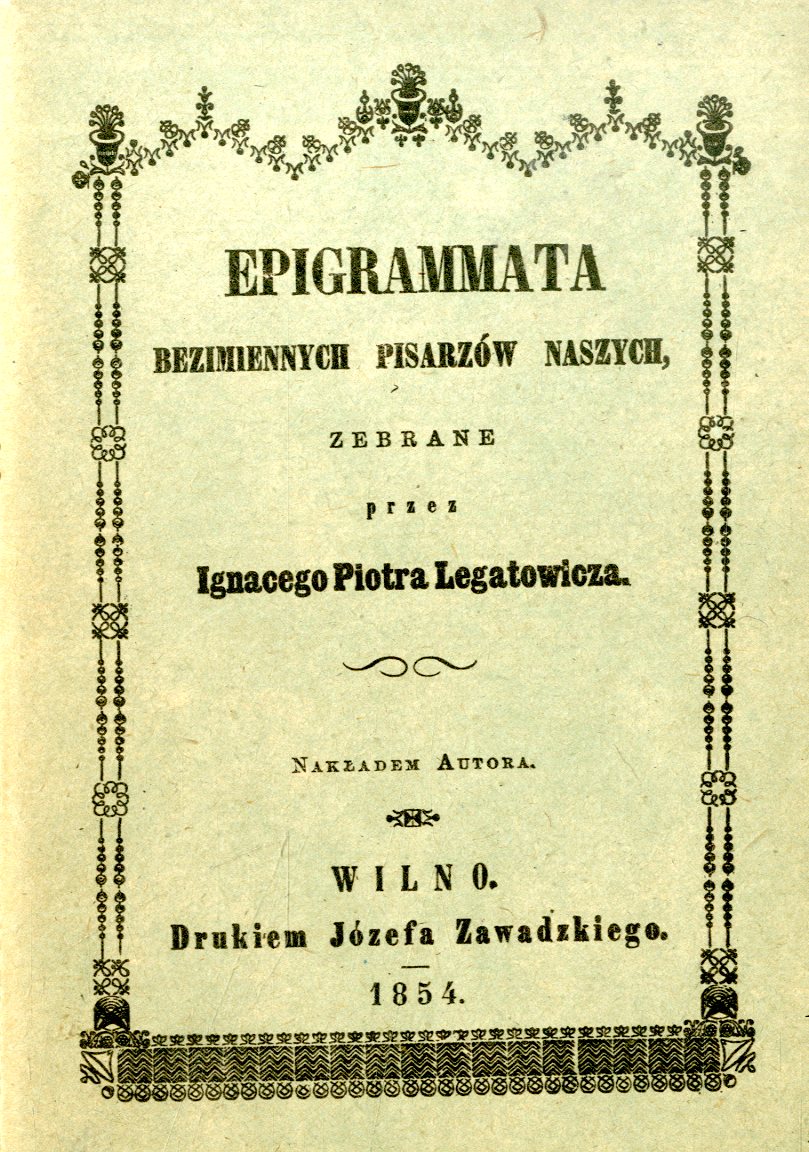 EPIGRAMMATA
BEZIMIENNYCH PISARZÓW NASZYCH,
ZEBRANE
przez
Ignacego Piotra Legatowicza.
NAKŁADEM AUTORA.
WILNO.
Drukiem Józefa Zawadzkiego.
1854.